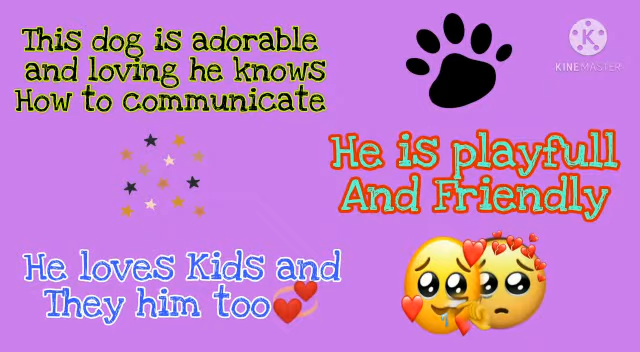 This dog is adorable
and loving he knows
How to communicate
KINEMASTER
He is playfull
And Friendly
He loves Kids and
They him too